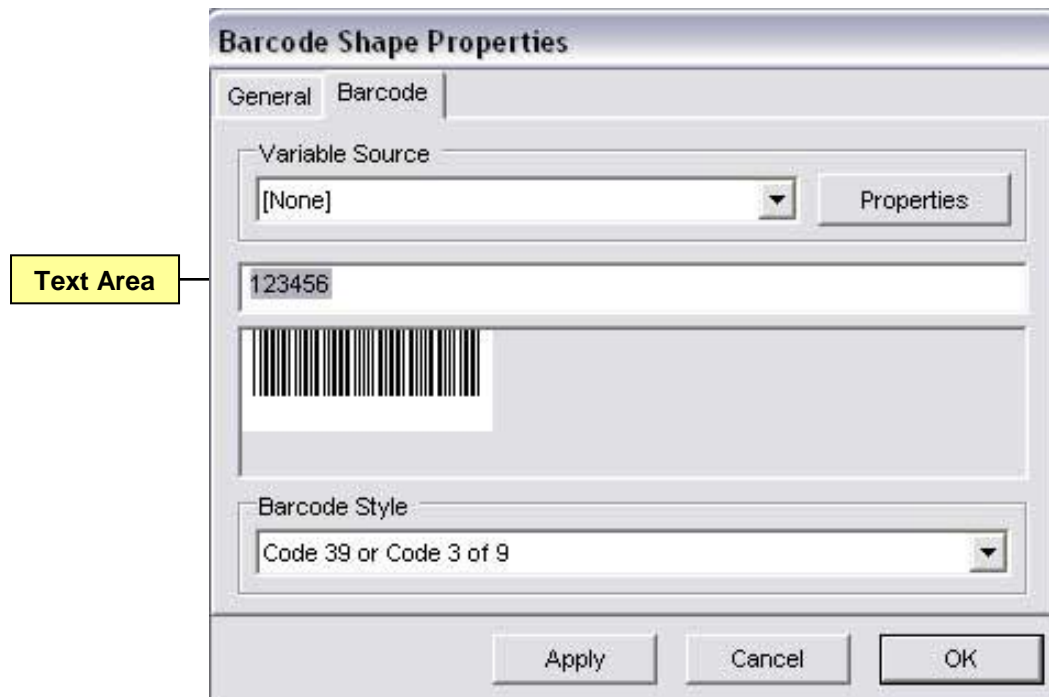 Barcode Shape Properties
General Barcode
Variable Source
[None] Properties
Text Area
123456
Barcode Style
Code 39 or Code 3 of 9
Apply Cancel OK